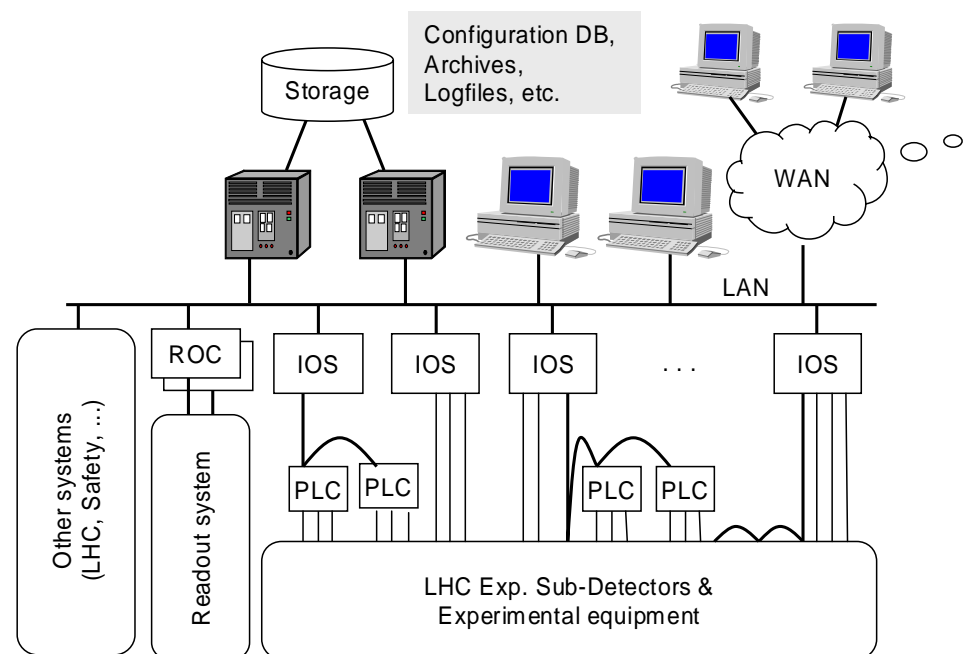 Configuration DB,
Archives,
Logfiles, etc.
Storage
WAN
LAN
ROC
IOS
IOS
IOS
. . .
IOS
PLC
PLC
PLC
PLC
Other systems
(LHC, Safety, ...)
Readout system
LHC Exp. Sub-Detectors &
Experimental equipment